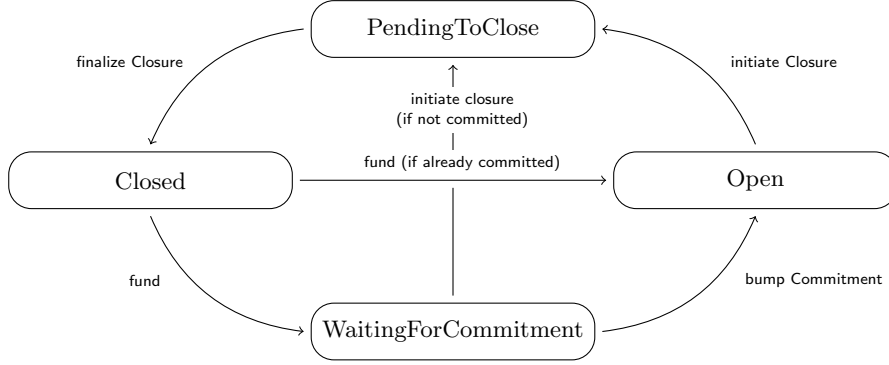 PendingToClose
finalize Closure
initiate Closure
initiate closure
(if not committed)
fund (if already committed)
Closed
Open
fund
bump Commitment
WaitingForCommitment